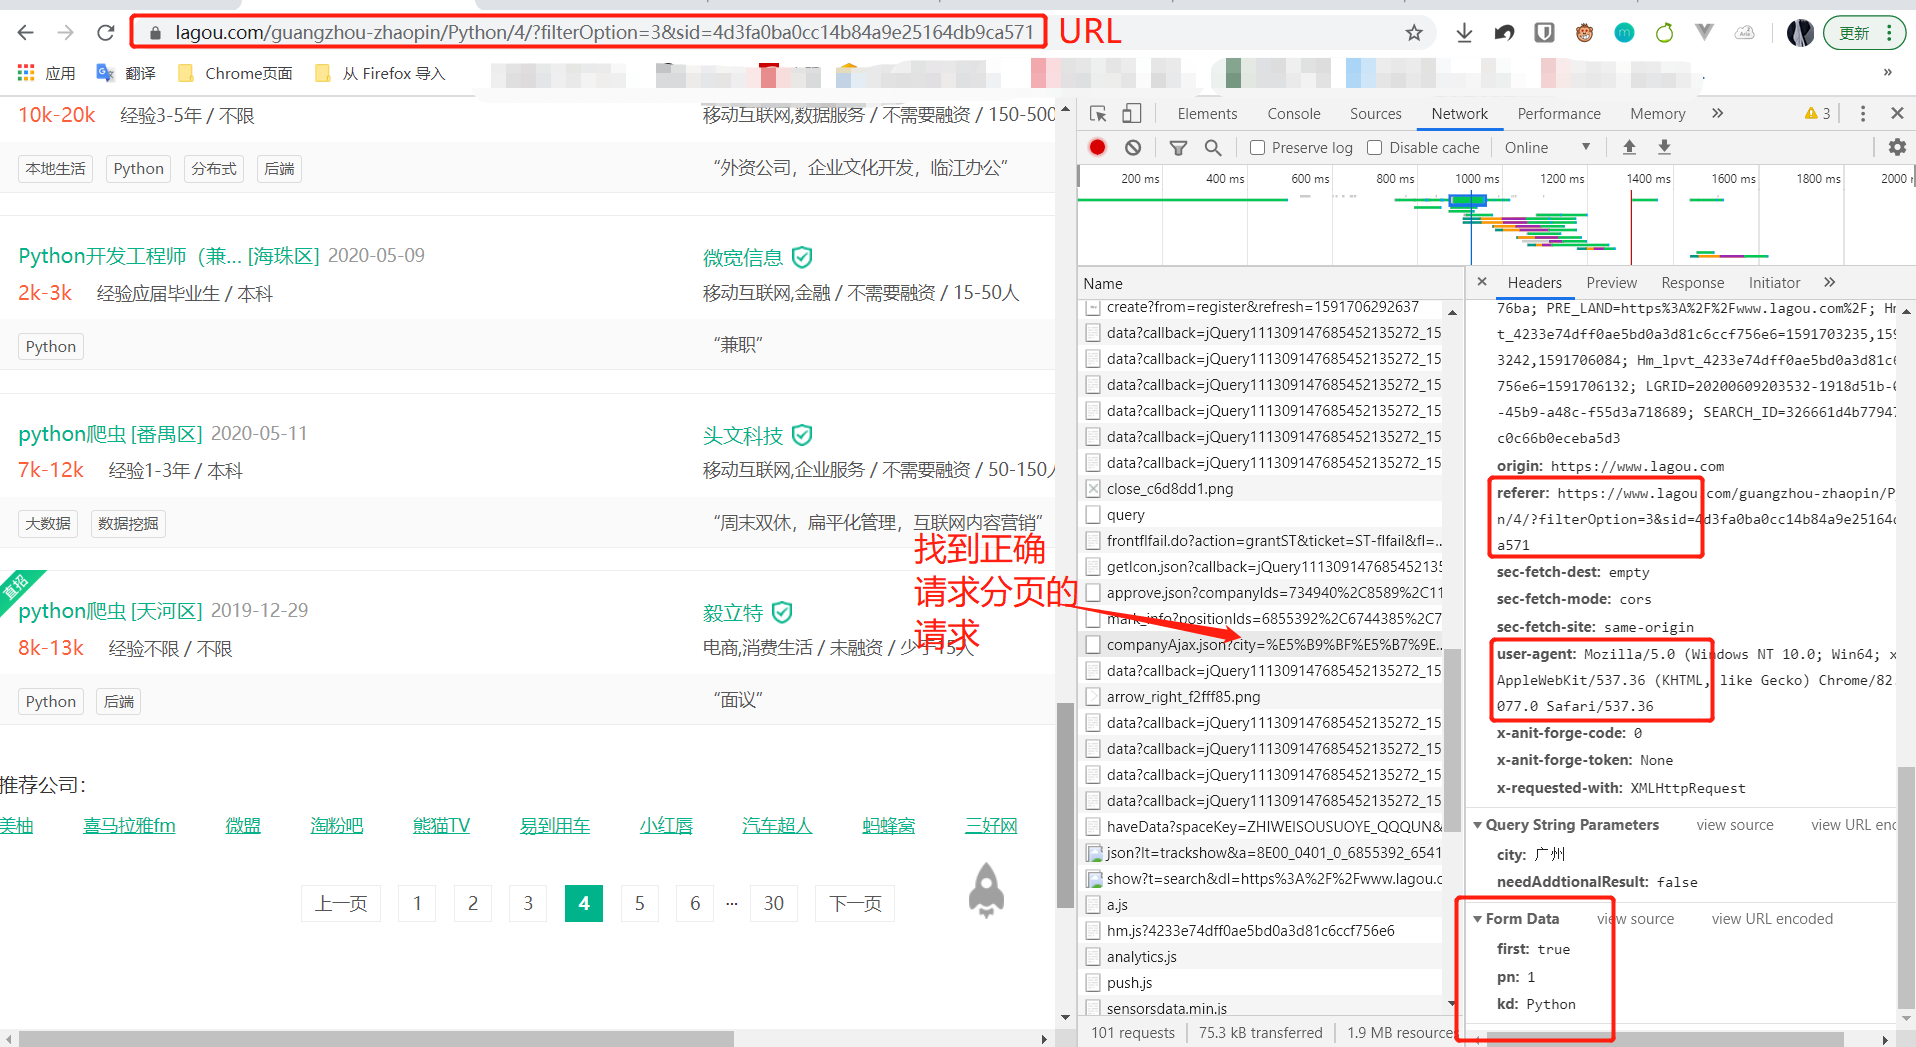 lagou.com/guangzhou-zhaopin/Python/4/?filterOption=3&sid=4d3fa0ba0cc14b84a9e25164db9ca571
URL
更新
应用
翻译
Chrome页面
从 Firefox 导入
»
10k-20k 经验3-5年 / 不限
移动互联网,数据服务 / 不需要融资 / 150-500
本地生活 Python 分布式 后端
“外资公司，企业文化开发，临江办公”
Python开发工程师（兼... [海珠区] 2020-05-09
微宽信息
2k-3k 经验应届毕业生 / 本科
移动互联网,金融 / 不需要融资 / 15-50人
Python
“兼职”
python爬虫 [番禺区] 2020-05-11
头文科技
7k-12k 经验1-3年 / 本科
移动互联网,企业服务 / 不需要融资 / 50-150人
大数据 数据挖掘
“周末双休，扁平化管理，互联网内容营销”
找到正确
请求分页的
请求
直招
python爬虫 [天河区] 2019-12-29
毅立特
8k-13k 经验不限 / 不限
电商,消费生活 / 未融资 / 少于15人
Python 后端
“面议”
推荐公司：
美柚 喜马拉雅fm 微盟 淘粉吧 熊猫TV 易到用车 小红唇 汽车超人 蚂蜂窝 三好网
上一页 1 2 3 4 5 6 ... 30 下一页
Elements Console Sources Network Performance Memory » 3
Preserve log Disable cache Online
200 ms 400 ms 600 ms 800 ms 1000 ms 1200 ms 1400 ms 1600 ms 1800 ms 2000
Name
create?from=register&refresh=1591706292637
data?callback=jQuery111309147685452135272_15
data?callback=jQuery111309147685452135272_15
data?callback=jQuery111309147685452135272_15
data?callback=jQuery111309147685452135272_15
data?callback=jQuery111309147685452135272_15
data?callback=jQuery111309147685452135272_15
close_c6d8dd1.png
query
frontflfail.do?action=grantST&ticket=ST-flfail&fl=...
getIcon.json?callback=jQuery111309147685452135
approve.json?companyIds=734940%2C8589%2C11
mark_info?positionIds=6855392%2C6744385%2C7
companyAjax.json?city=%E5%B9%BF%E5%B7%9E...
data?callback=jQuery111309147685452135272_15
arrow_right_f2fff85.png
data?callback=jQuery111309147685452135272_15
data?callback=jQuery111309147685452135272_15
data?callback=jQuery111309147685452135272_15
data?callback=jQuery111309147685452135272_15
haveData?spaceKey=ZHIWEISOUSUOYE_QQQUN&
json?lt=trackshow&a=8E00_0401_0_6855392_6541
show?t=search&dl=https%3A%2F%2Fwww.lagou.c
a.js
hm.js?4233e74dff0ae5bd0a3d81c6ccf756e6
analytics.js
push.js
sensorsdata.min.js
101 requests 75.3 kB transferred 1.9 MB resource
Headers Preview Response Initiator »
76ba; PRE_LAND=https%3A%2F%2Fwww.lagou.com%2F; Hm
t_4233e74dff0ae5bd0a3d81c6ccf756e6=1591703235,159
3242,1591706084; Hm_lpvt_4233e74dff0ae5bd0a3d81c6
756e6=1591706132; LGRID=20200609203532-1918d51b-
-45b9-a48c-f55d3a718689; SEARCH_ID=326661d4b77947
c0c66b0eceba5d3
origin: https://www.lagou.com
referer: https://www.lagou.com/guangzhou-zhaopin/P
n/4/?filterOption=3&sid=4d3fa0ba0cc14b84a9e25164d
a571
sec-fetch-dest: empty
sec-fetch-mode: cors
sec-fetch-site: same-origin
user-agent: Mozilla/5.0 (Windows NT 10.0; Win64; x
AppleWebKit/537.36 (KHTML, like Gecko) Chrome/82.
077.0 Safari/537.36
x-anit-forge-code: 0
x-anit-forge-token: None
x-requested-with: XMLHttpRequest
Query String Parameters view source view URL enc
city: 广州
needAddtionalResult: false
Form Data view source view URL encoded
first: true
pn: 1
kd: Python